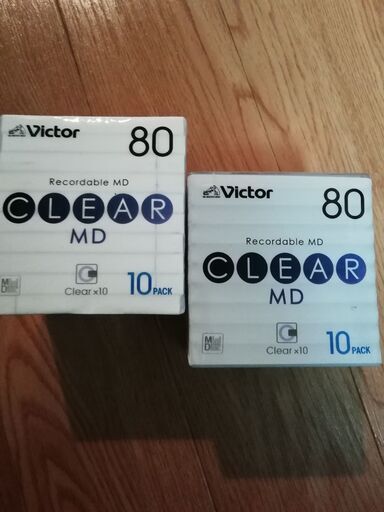 Victor 80
Recordable MD
CLEAR
MD
Clear×10
10PACK
Victor 80
Recordable MD
CLEAR
MD
Clear×10
10PACK